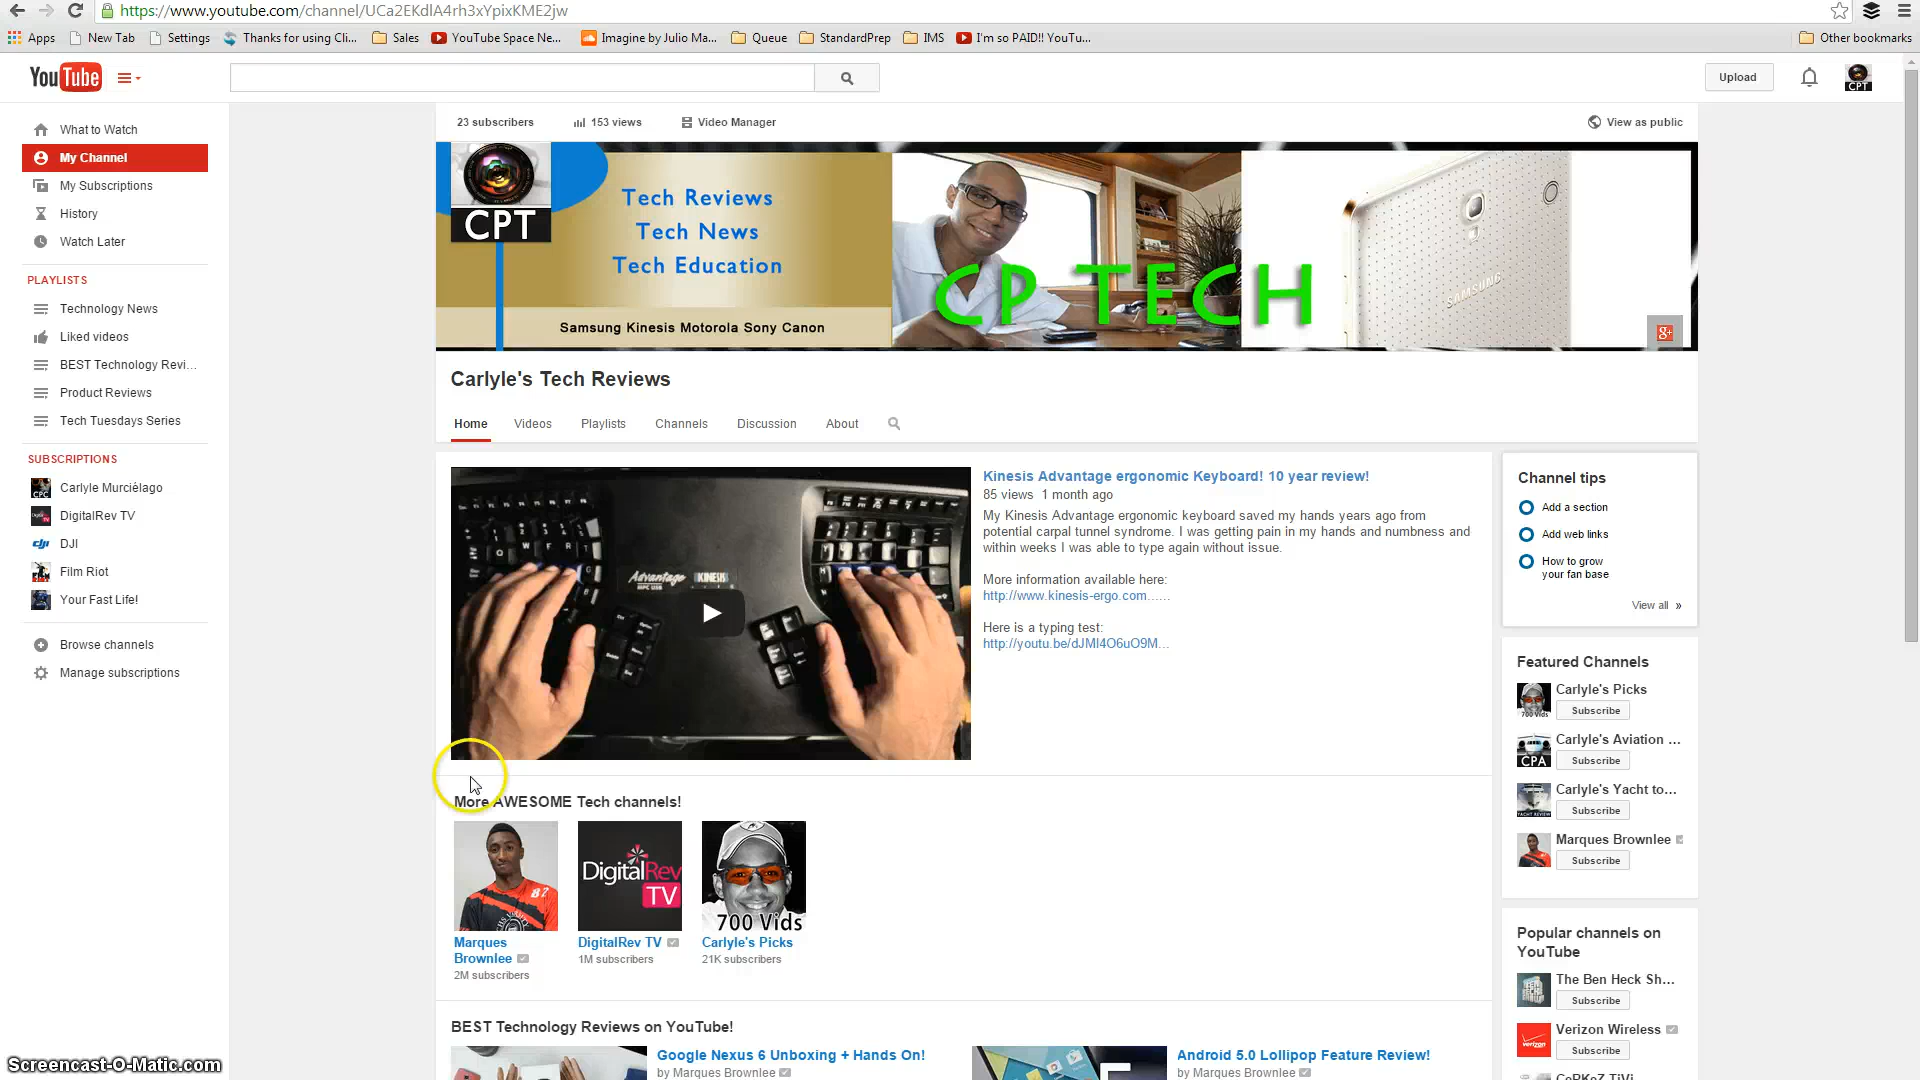 https://www.youtube.com/channel/UCa2EKdlA4rh3xYpixKME2jw
Apps
New Tab
Settings
Thanks for using Cli...
Sales
YouTube Space Ne...
Imagine by Julio Ma...
Queue
StandardPrep
IMS
I'm so PAID!! YouTu...
Other bookmarks
YouTube
Upload
CPT
What to Watch
My Channel
My Subscriptions
History
Watch Later
PLAYLISTS
Technology News
Liked videos
BEST Technology Revi...
Product Reviews
Tech Tuesdays Series
SUBSCRIPTIONS
Carlyle Murciélago
DigitalRev TV
DJI
Film Riot
Your Fast Life!
Browse channels
Manage subscriptions
23 subscribers
153 views
Video Manager
View as public
CPT
Tech Reviews
Tech News
Tech Education
Samsung Kinesis Motorola Sony Canon
CP TECH
SAMSUNG
g+
Carlyle's Tech Reviews
Home
Videos
Playlists
Channels
Discussion
About
Advantage KINESIS
Kinesis Advantage ergonomic Keyboard! 10 year review!
85 views 1 month ago
My Kinesis Advantage ergonomic keyboard saved my hands years ago from
potential carpal tunnel syndrome. I was getting pain in my hands and numbness and
within weeks I was able to type again without issue.
More information available here:
http://www.kinesis-ergo.com......
Here is a typing test:
http://youtu.be/dJMI4O6uO9M...
More AWESOME Tech channels!
87
DigitalRev
TV
700 Vids
Marques
Brownlee
2M subscribers
DigitalRev TV
1M subscribers
Carlyle's Picks
21K subscribers
BEST Technology Reviews on YouTube!
Google Nexus 6 Unboxing + Hands On!
by Marques Brownlee
Android 5.0 Lollipop Feature Review!
by Marques Brownlee
Channel tips
Add a section
Add web links
How to grow
your fan base
View all »
Featured Channels
Carlyle's Picks
Subscribe
700 Vids
Carlyle's Aviation ...
Subscribe
CPA
Carlyle's Yacht to...
Subscribe
YACHT REVIEW
Marques Brownlee
Subscribe
Popular channels on
YouTube
The Ben Heck Sh...
Subscribe
Verizon Wireless
Subscribe
verizon
Screencast-O-Matic.com